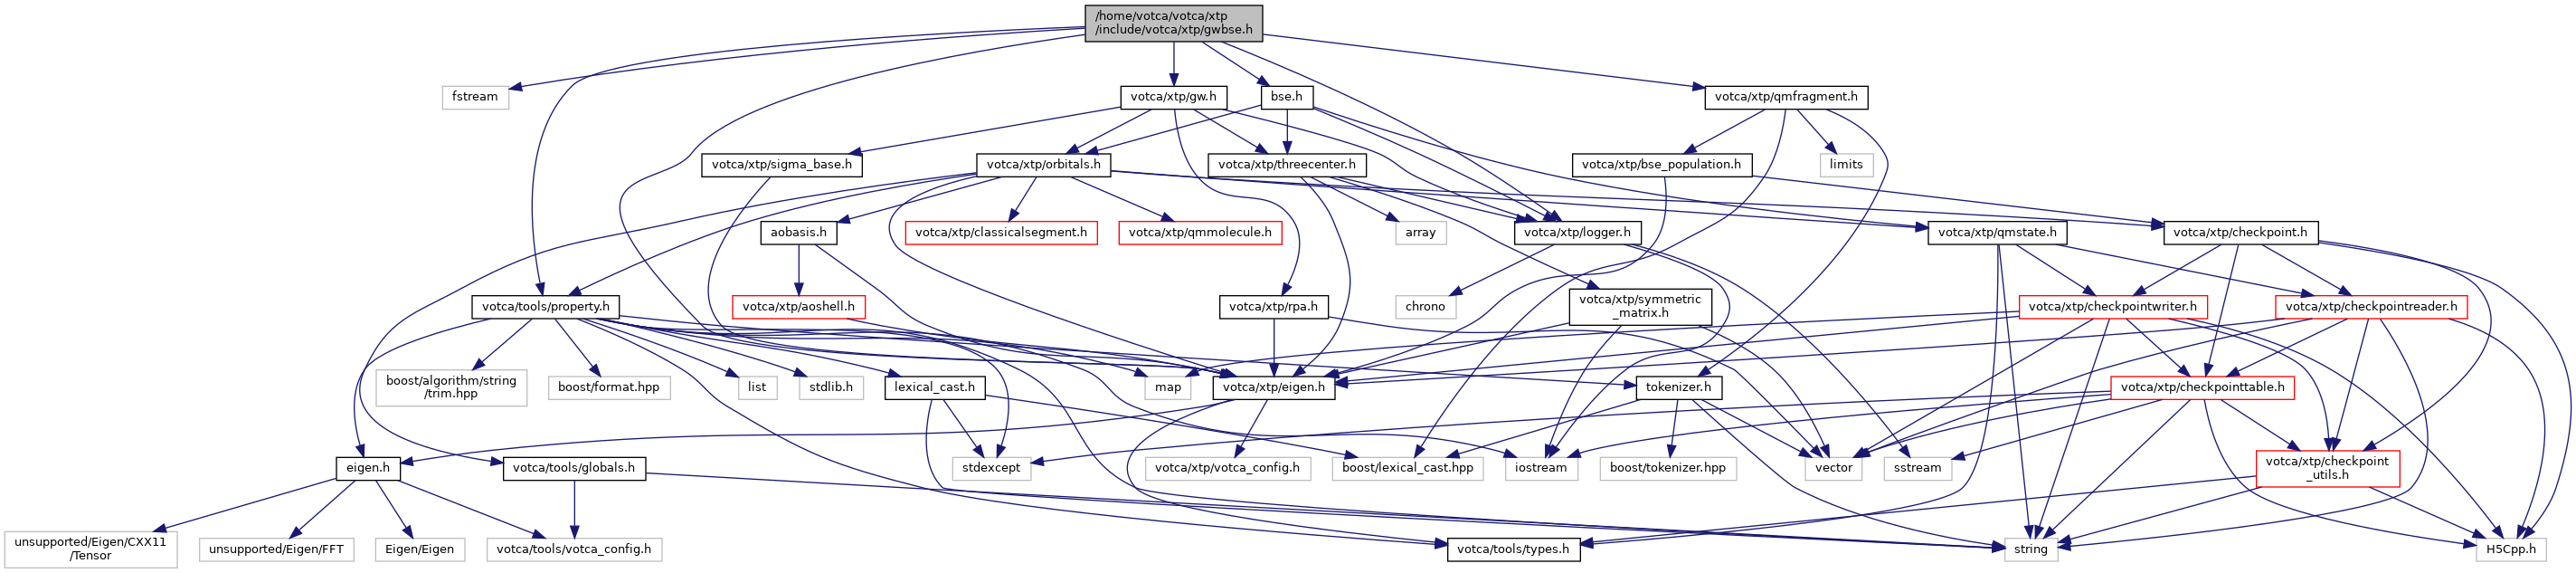 /home/votca/votca/xtp
/include/votca/xtp/gwbse.h
fstream
votca/xtp/gw.h
bse.h
votca/xtp/qmfragment.h
votca/xtp/sigma_base.h
votca/xtp/orbitals.h
votca/xtp/threecenter.h
votca/xtp/bse_population.h
limits
aobasis.h
votca/xtp/classicalsegment.h
votca/xtp/qmmolecule.h
array
votca/xtp/logger.h
votca/xtp/qmstate.h
votca/xtp/checkpoint.h
votca/tools/property.h
votca/xtp/aoshell.h
votca/xtp/rpa.h
chrono
votca/xtp/symmetric
_matrix.h
votca/xtp/checkpointwriter.h
votca/xtp/checkpointreader.h
boost/algorithm/string
/trim.hpp
boost/format.hpp
list
stdlib.h
lexical_cast.h
map
votca/xtp/eigen.h
tokenizer.h
votca/xtp/checkpointtable.h
eigen.h
votca/tools/globals.h
stdexcept
votca/xtp/votca_config.h
boost/lexical_cast.hpp
iostream
boost/tokenizer.hpp
vector
sstream
votca/xtp/checkpoint
_utils.h
unsupported/Eigen/CXX11
/Tensor
unsupported/Eigen/FFT
Eigen/Eigen
votca/tools/votca_config.h
votca/tools/types.h
string
H5Cpp.h